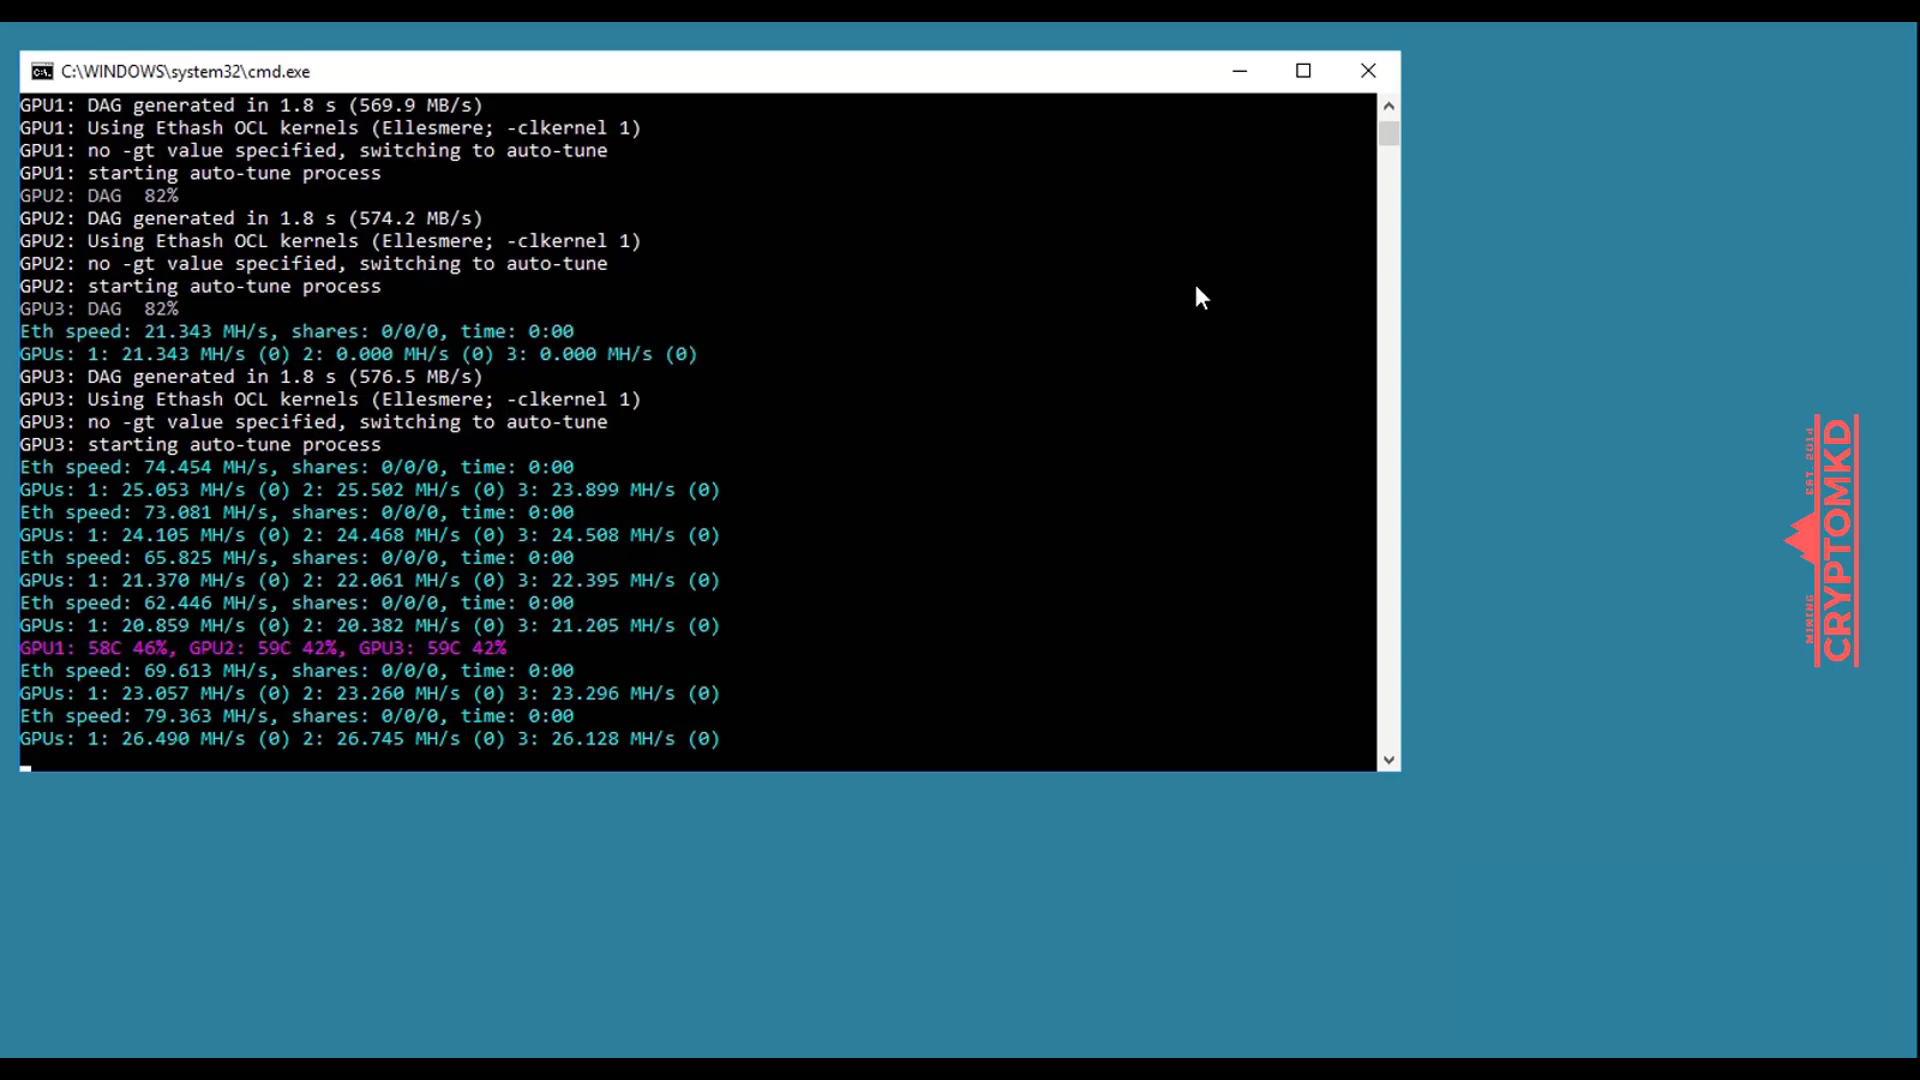 C:\WINDOWS\system32\cmd.exe
GPU1: DAG generated in 1.8 s (569.9 MB/s)
GPU1: Using Ethash OCL kernels (Ellesmere; -clkernel 1)
GPU1: no -gt value specified, switching to auto-tune
GPU1: starting auto-tune process
GPU2: DAG  82%
GPU2: DAG generated in 1.8 s (574.2 MB/s)
GPU2: Using Ethash OCL kernels (Ellesmere; -clkernel 1)
GPU2: no -gt value specified, switching to auto-tune
GPU2: starting auto-tune process
GPU3: DAG  82%
Eth speed: 21.343 MH/s, shares: 0/0/0, time: 0:00
GPUs: 1: 21.343 MH/s (0) 2: 0.000 MH/s (0) 3: 0.000 MH/s (0)
GPU3: DAG generated in 1.8 s (576.5 MB/s)
GPU3: Using Ethash OCL kernels (Ellesmere; -clkernel 1)
GPU3: no -gt value specified, switching to auto-tune
GPU3: starting auto-tune process
Eth speed: 74.454 MH/s, shares: 0/0/0, time: 0:00
GPUs: 1: 25.053 MH/s (0) 2: 25.502 MH/s (0) 3: 23.899 MH/s (0)
Eth speed: 73.081 MH/s, shares: 0/0/0, time: 0:00
GPUs: 1: 24.105 MH/s (0) 2: 24.468 MH/s (0) 3: 24.508 MH/s (0)
Eth speed: 65.825 MH/s, shares: 0/0/0, time: 0:00
GPUs: 1: 21.370 MH/s (0) 2: 22.061 MH/s (0) 3: 22.395 MH/s (0)
Eth speed: 62.446 MH/s, shares: 0/0/0, time: 0:00
GPUs: 1: 20.859 MH/s (0) 2: 20.382 MH/s (0) 3: 21.205 MH/s (0)
GPU1: 58C 46%, GPU2: 59C 42%, GPU3: 59C 42%
Eth speed: 69.613 MH/s, shares: 0/0/0, time: 0:00
GPUs: 1: 23.057 MH/s (0) 2: 23.260 MH/s (0) 3: 23.296 MH/s (0)
Eth speed: 79.363 MH/s, shares: 0/0/0, time: 0:00
GPUs: 1: 26.490 MH/s (0) 2: 26.745 MH/s (0) 3: 26.128 MH/s (0)
MINING EST. 2014
CRYPTOMKD